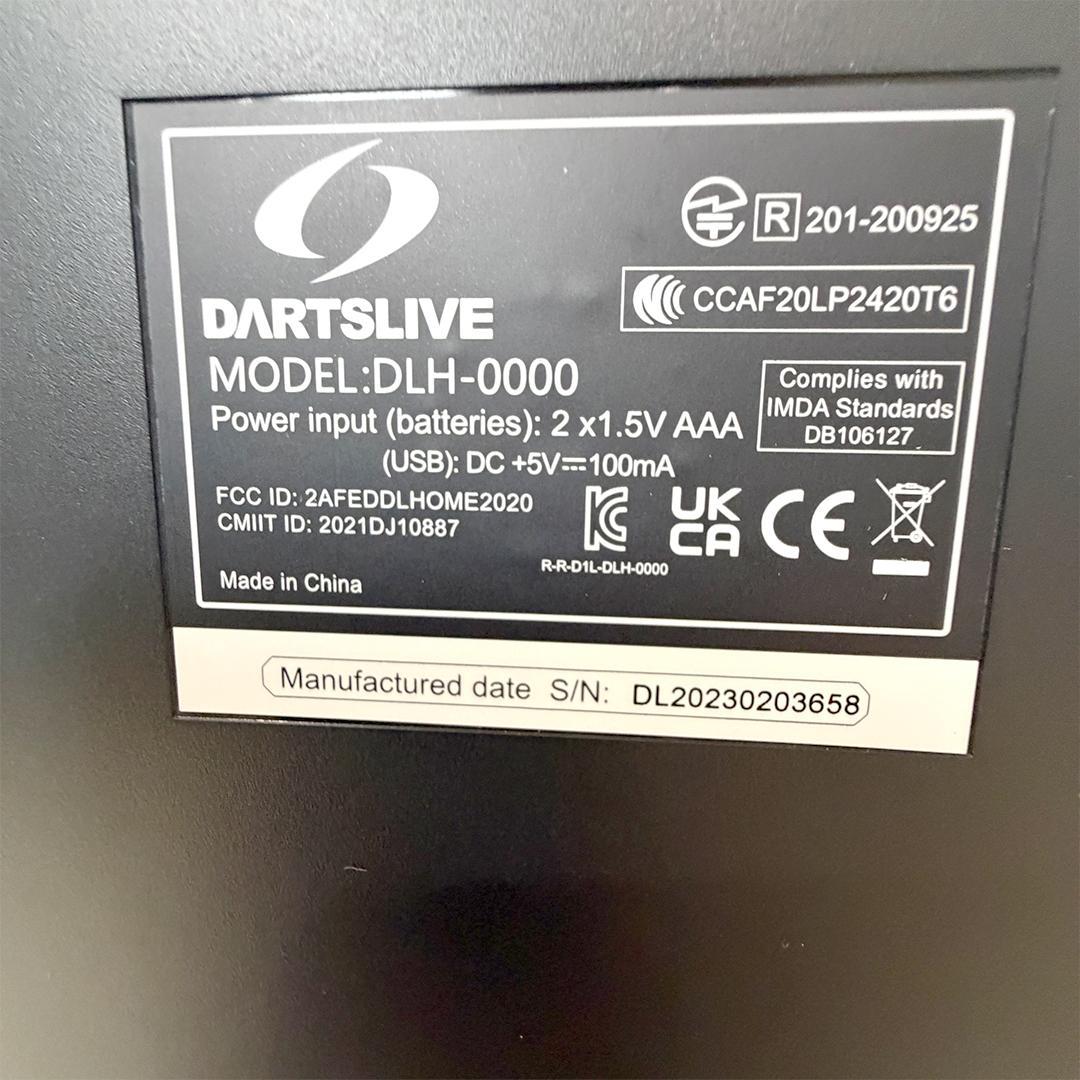 DARTSLIVE
MODEL:DLH-0000
Power input (batteries): 2 x1.5V AAA
(USB): DC +5V⎓100mA
FCC ID: 2AFEDDLHOME2020
CMIIT ID: 2021DJ10887
Made in China
R 201-200925
CCAF20LP2420T6
Complies with
IMDA Standards
DB106127
R-R-D1L-DLH-0000
UK
CA
CE
Manufactured date S/N: DL20230203658